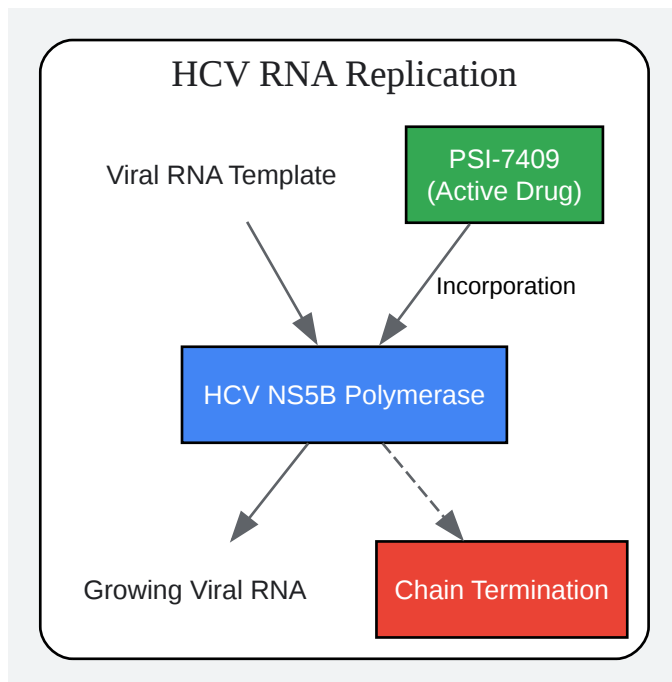 HCV RNA Replication
Viral RNA Template
PSI-7409
(Active Drug)
Incorporation
HCV NS5B Polymerase
Growing Viral RNA
Chain Termination